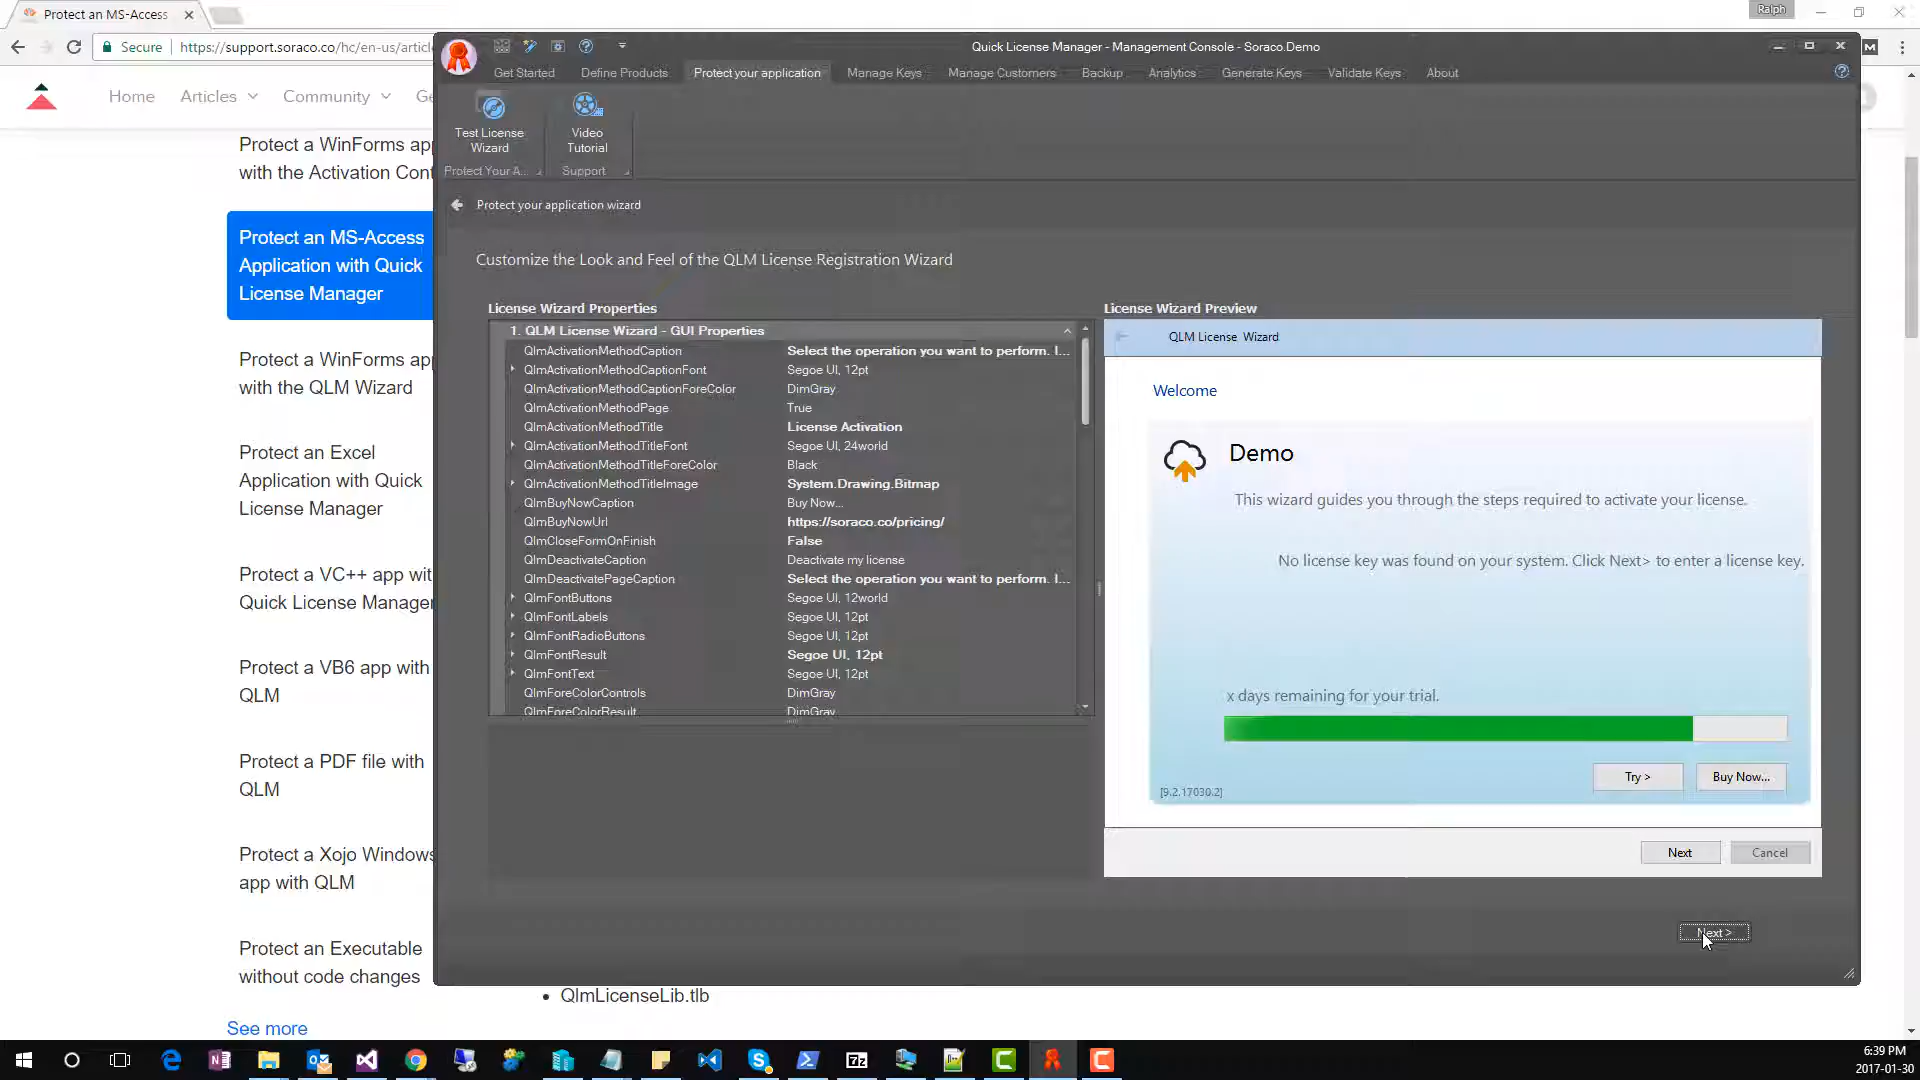 Protect an MS-Access
Ralph
Secure
https://support.soraco.co/hc/en-us/article
Home
Articles
Community
Ge
Protect a WinForms app
with the Activation Cont
Protect an MS-Access
Application with Quick
License Manager
Protect a WinForms app
with the QLM Wizard
Protect an Excel
Application with Quick
License Manager
Protect a VC++ app wit
Quick License Manager
Protect a VB6 app with
QLM
Protect a PDF file with
QLM
Protect a Xojo Windows
app with QLM
Protect an Executable
without code changes
See more
QlmLicenseLib.tlb
Quick License Manager - Management Console - Soraco.Demo
Get Started
Define Products
Protect your application
Manage Keys
Manage Customers
Backup
Analytics
Generate Keys
Validate Keys
About
Test License
Wizard
Video
Tutorial
Protect Your A...
Support
Protect your application wizard
Customize the Look and Feel of the QLM License Registration Wizard
License Wizard Properties
1. QLM License Wizard - GUI Properties
QlmActivationMethodCaption Select the operation you want to perform. I...
QlmActivationMethodCaptionFont Segoe UI, 12pt
QlmActivationMethodCaptionForeColor DimGray
QlmActivationMethodPage True
QlmActivationMethodTitle License Activation
QlmActivationMethodTitleFont Segoe UI, 24world
QlmActivationMethodTitleForeColor Black
QlmActivationMethodTitleImage System.Drawing.Bitmap
QlmBuyNowCaption Buy Now...
QlmBuyNowUrl https://soraco.co/pricing/
QlmCloseFormOnFinish False
QlmDeactivateCaption Deactivate my license
QlmDeactivatePageCaption Select the operation you want to perform. I...
QlmFontButtons Segoe UI, 12world
QlmFontLabels Segoe UI, 12pt
QlmFontRadioButtons Segoe UI, 12pt
QlmFontResult Segoe UI, 12pt
QlmFontText Segoe UI, 12pt
QlmForeColorControls DimGray
QlmForeColorResult DimGray
License Wizard Preview
QLM License Wizard
Welcome
Demo
This wizard guides you through the steps required to activate your license.
No license key was found on your system. Click Next> to enter a license key.
x days remaining for your trial.
Try >
Buy Now...
[9.2.17030.2]
Next
Cancel
Next >
6:39 PM
2017-01-30